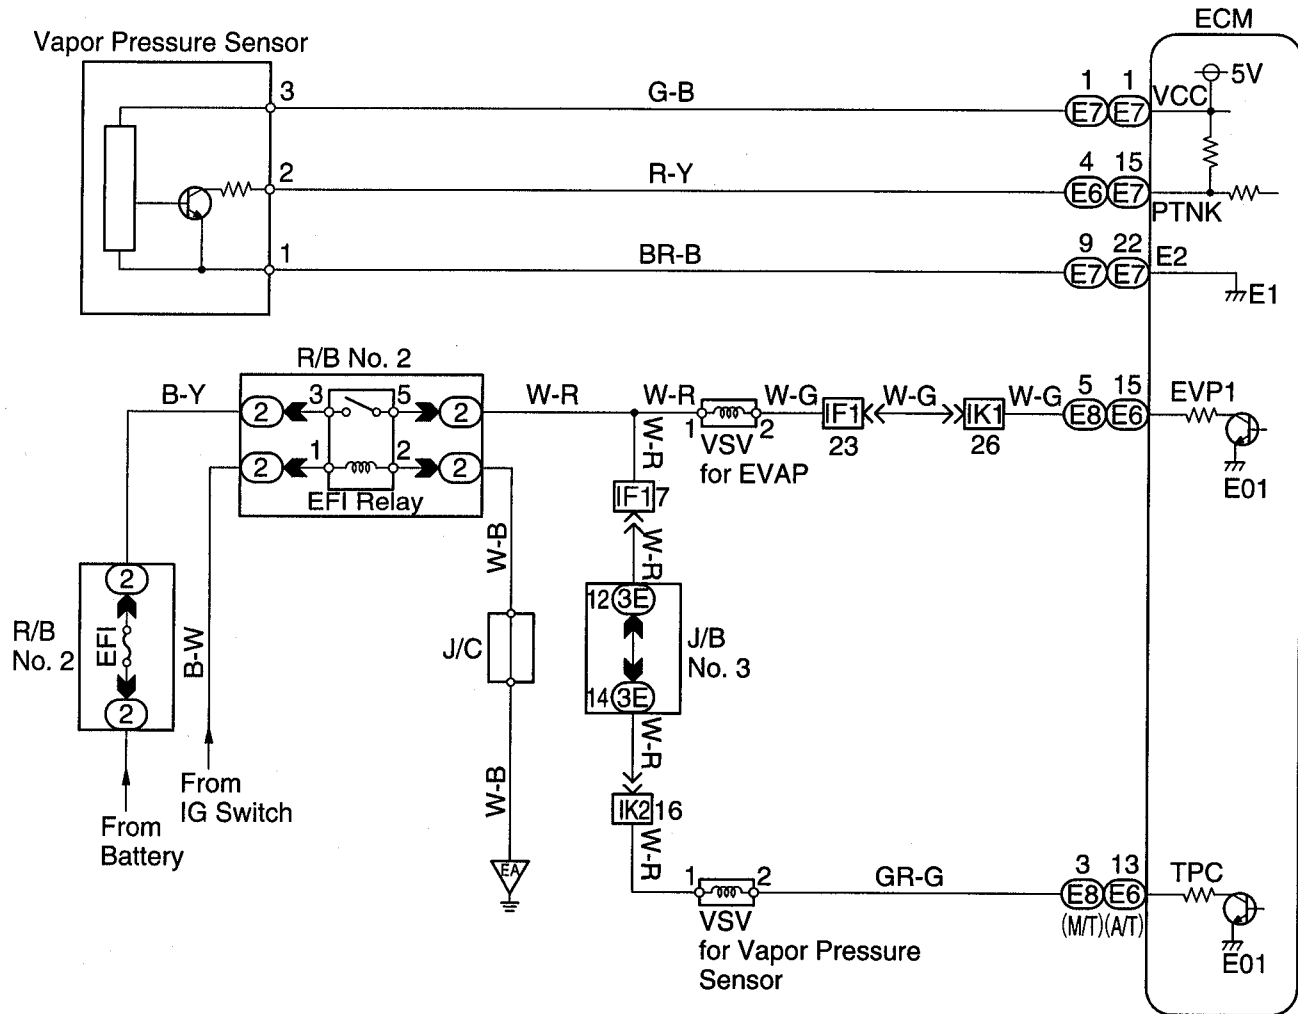 ECM
Vapor Pressure Sensor
3
G-B
1 1
E7 E7
VCC
5V
2
R-Y
4 15
E6 E7
PTNK
1
BR-B
9 22
E7 E7
E2
E1
R/B No. 2
B-Y
2
3 5
2
W-R
W-R
1 2
VSV
for EVAP
W-G
IF1
23
W-G
IK1
26
W-G
5 15
E8 E6
EVP1
E01
2
1 2
2
EFI Relay
W-R
IF1 7
W-R
W-B
B-W
R/B
No. 2
2
EFI
2
J/C
12 3E
14 3E
J/B
No. 3
W-R
From
IG Switch
From
Battery
W-B
EA
IK2 16
W-R
1 2
VSV
for Vapor Pressure
Sensor
GR-G
3 13
E8 E6
(M/T) (A/T)
TPC
E01